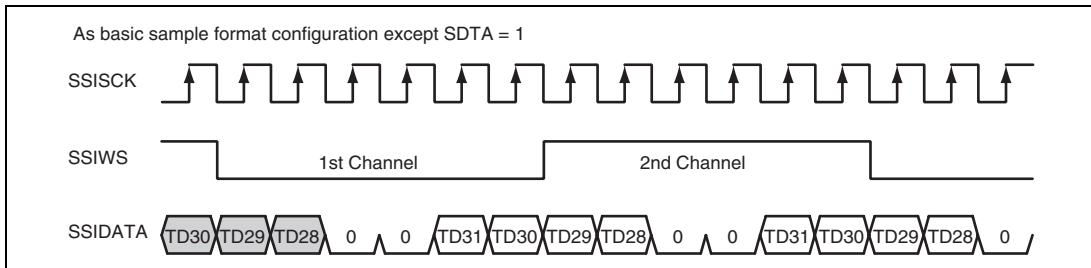 As basic sample format configuration except SDTA = 1
SSISCK
SSIWS 1st Channel 2nd Channel
SSIDATA TD30 TD29 TD28 0 0 TD31 TD30 TD29 TD28 0 0 TD31 TD30 TD29 TD28 0